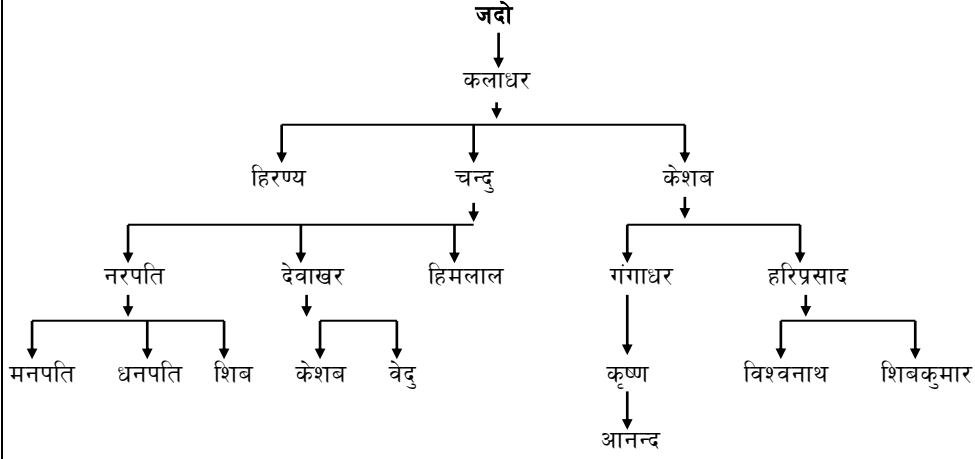 जदो
कलाधर
हिरण्य चन्दु केशब
नरपति देवाखर हिमलाल गंगाधर हरिप्रसाद
मनपति धनपति शिब केशब वेदु कृष्ण विश्वनाथ शिबकुमार
आनन्द